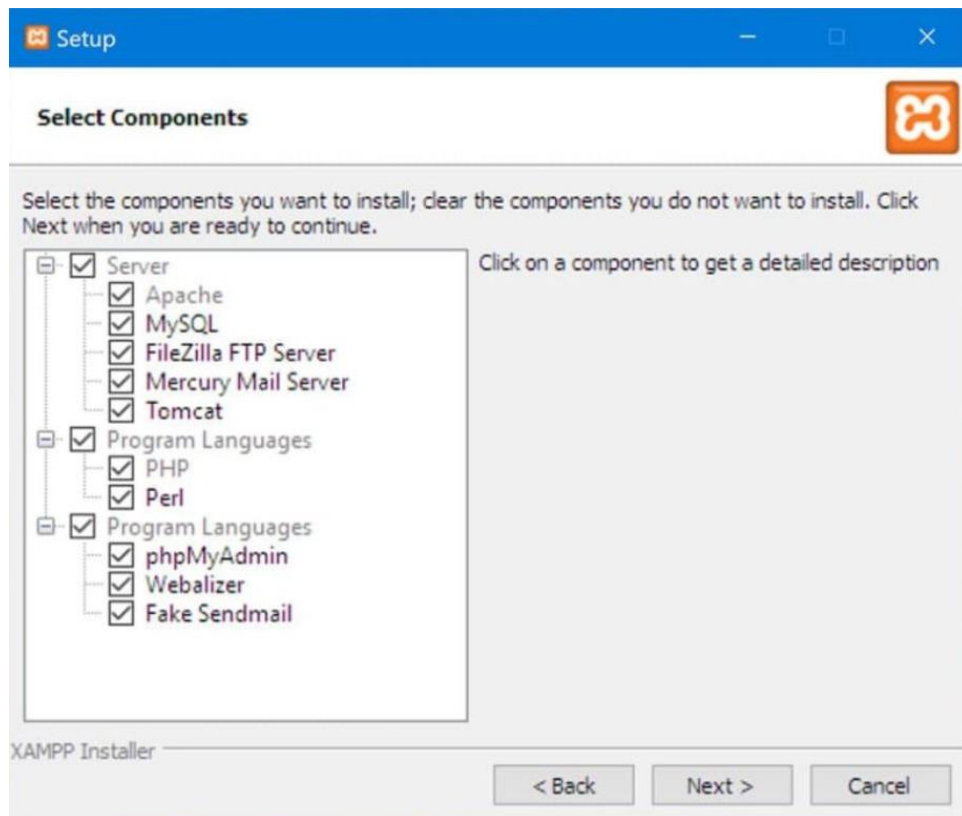 Setup
Select Components
Select the components you want to install; clear the components you do not want to install. Click
Next when you are ready to continue.
Click on a component to get a detailed description
Server
Apache
MySQL
FileZilla FTP Server
Mercury Mail Server
Tomcat
Program Languages
PHP
Perl
Program Languages
phpMyAdmin
Webalizer
Fake Sendmail
XAMPP Installer
< Back
Next >
Cancel